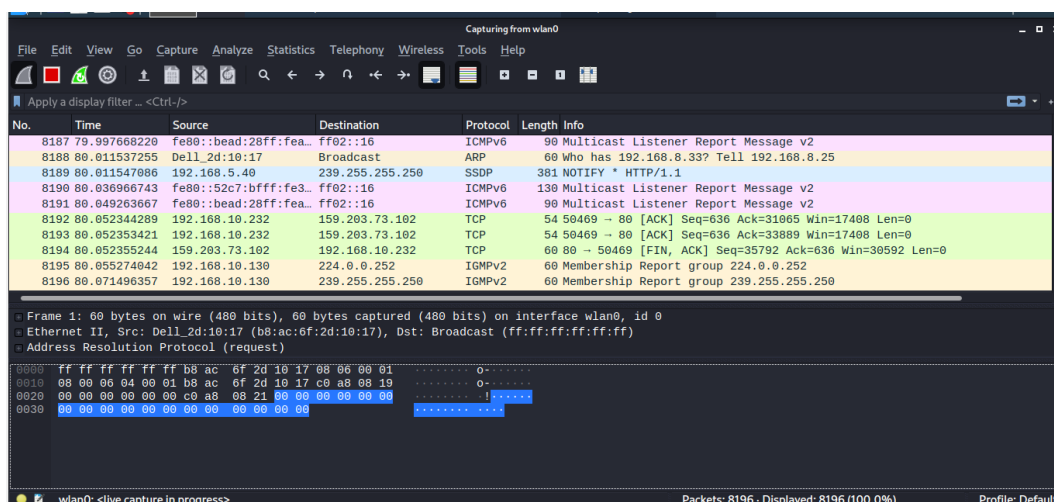 Capturing from wlan0
File Edit View Go Capture Analyze Statistics Telephony Wireless Tools Help
Apply a display filter … <Ctrl-/>
No. Time Source Destination Protocol Length Info
8187 79.997668220 fe80::bead:28ff:fea… ff02::16 ICMPv6 90 Multicast Listener Report Message v2
8188 80.011537255 Dell_2d:10:17 Broadcast ARP 60 Who has 192.168.8.33? Tell 192.168.8.25
8189 80.011547086 192.168.5.40 239.255.255.250 SSDP 381 NOTIFY * HTTP/1.1
8190 80.036966743 fe80::52c7:bfff:fe3… ff02::16 ICMPv6 130 Multicast Listener Report Message v2
8191 80.049263667 fe80::bead:28ff:fea… ff02::16 ICMPv6 90 Multicast Listener Report Message v2
8192 80.052344289 192.168.10.232 159.203.73.102 TCP 54 50469 → 80 [ACK] Seq=636 Ack=31065 Win=17408 Len=0
8193 80.052353421 192.168.10.232 159.203.73.102 TCP 54 50469 → 80 [ACK] Seq=636 Ack=33889 Win=17408 Len=0
8194 80.052355244 159.203.73.102 192.168.10.232 TCP 60 80 → 50469 [FIN, ACK] Seq=35792 Ack=636 Win=30592 Len=0
8195 80.055274042 192.168.10.130 224.0.0.252 IGMPv2 60 Membership Report group 224.0.0.252
8196 80.071496357 192.168.10.130 239.255.255.250 IGMPv2 60 Membership Report group 239.255.255.250
Frame 1: 60 bytes on wire (480 bits), 60 bytes captured (480 bits) on interface wlan0, id 0
Ethernet II, Src: Dell_2d:10:17 (b8:ac:6f:2d:10:17), Dst: Broadcast (ff:ff:ff:ff:ff:ff)
Address Resolution Protocol (request)
0000 ff ff ff ff ff ff b8 ac 6f 2d 10 17 08 06 00 01 ········ o-······
0010 08 00 06 04 00 01 b8 ac 6f 2d 10 17 c0 a8 08 19 ········ o-······
0020 00 00 00 00 00 00 c0 a8 08 21 00 00 00 00 00 00 ········ ·!······
0030 00 00 00 00 00 00 00 00 00 00 00 00 ········ ····
wlan0: <live capture in progress> Packets: 8196 · Displayed: 8196 (100.0%) Profile: Default